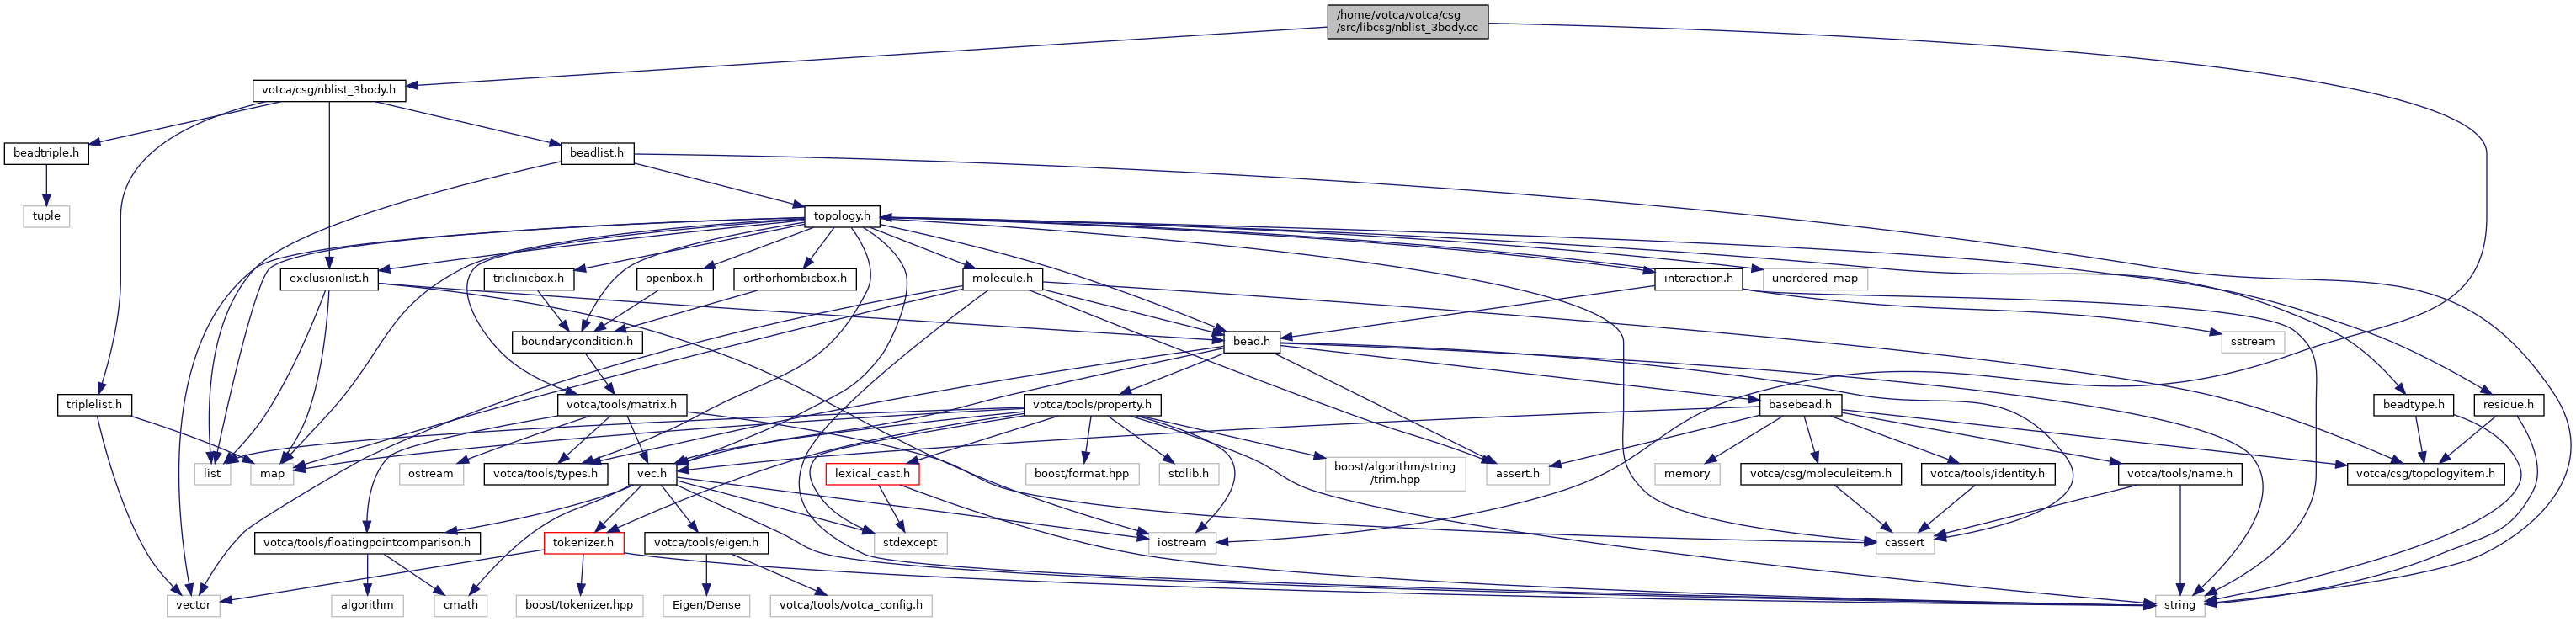 /home/votca/votca/csg
/src/libcsg/nblist_3body.cc
votca/csg/nblist_3body.h
beadtriple.h
beadlist.h
tuple
topology.h
exclusionlist.h
triclinicbox.h
openbox.h
orthorhombicbox.h
molecule.h
interaction.h
unordered_map
boundarycondition.h
bead.h
sstream
triplelist.h
votca/tools/matrix.h
votca/tools/property.h
basebead.h
beadtype.h
residue.h
list
map
ostream
votca/tools/types.h
vec.h
lexical_cast.h
boost/format.hpp
stdlib.h
boost/algorithm/string
/trim.hpp
assert.h
memory
votca/csg/moleculeitem.h
votca/tools/identity.h
votca/tools/name.h
votca/csg/topologyitem.h
votca/tools/floatingpointcomparison.h
tokenizer.h
votca/tools/eigen.h
stdexcept
iostream
cassert
vector
algorithm
cmath
boost/tokenizer.hpp
Eigen/Dense
votca/tools/votca_config.h
string